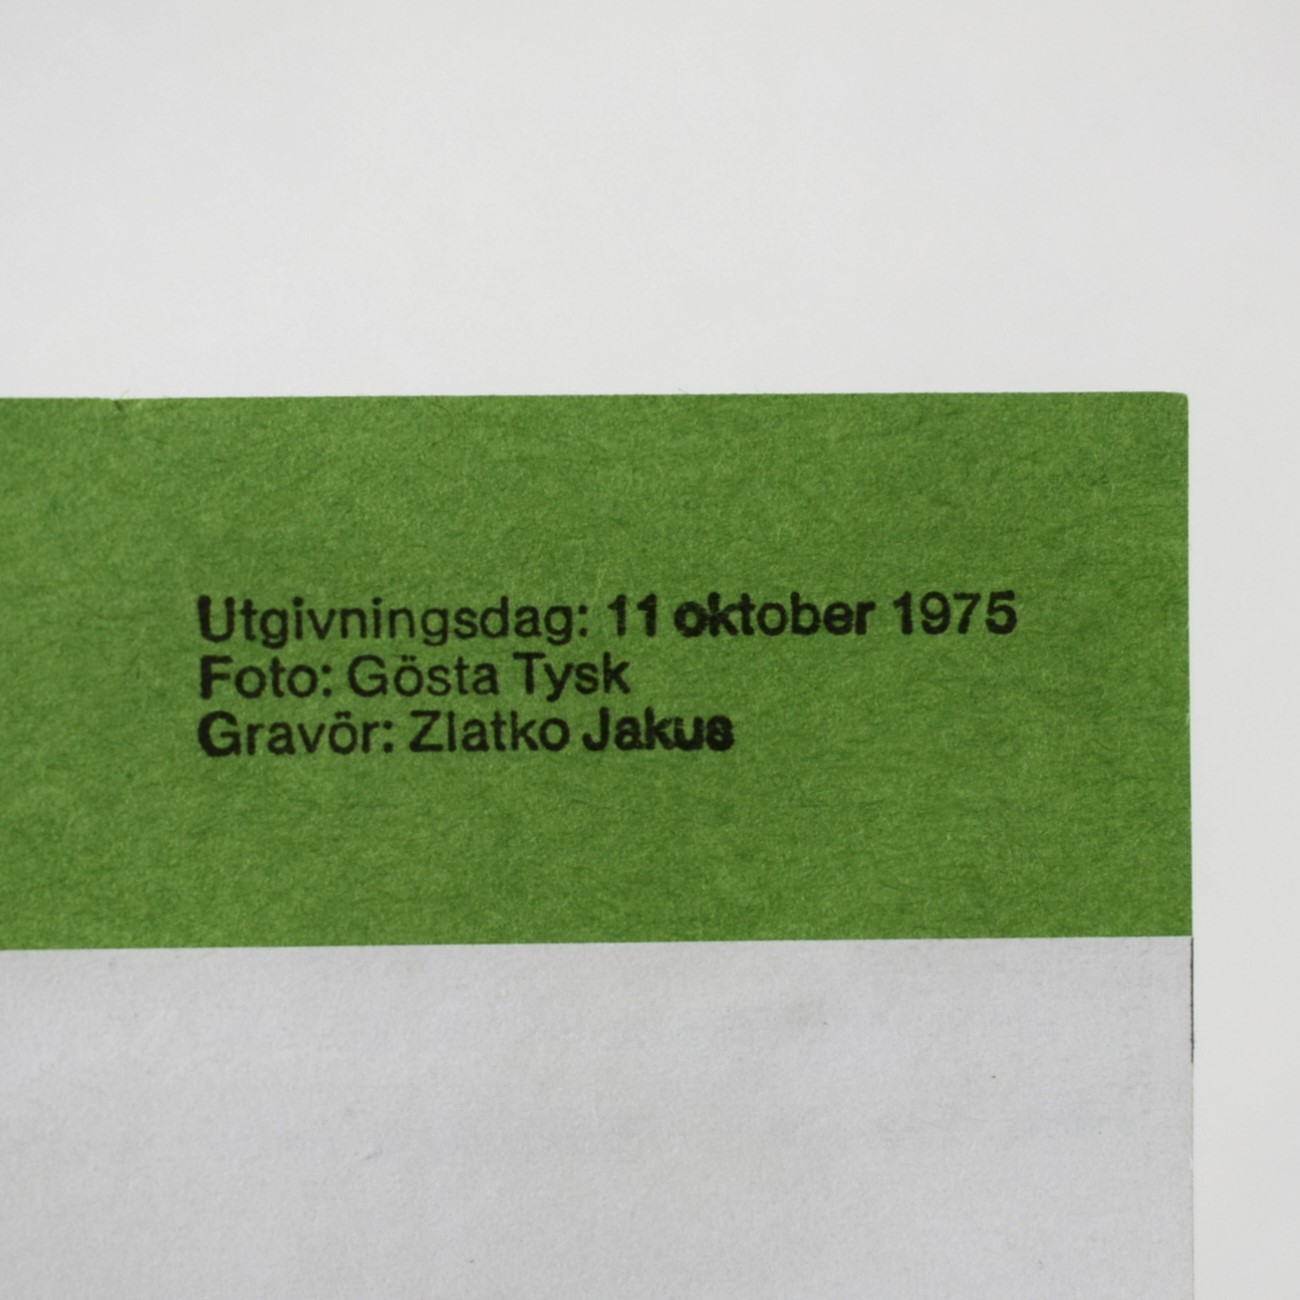 Utgivningsdag: 11 oktober 1975
Foto: Gösta Tysk
Gravör: Zlatko Jakus